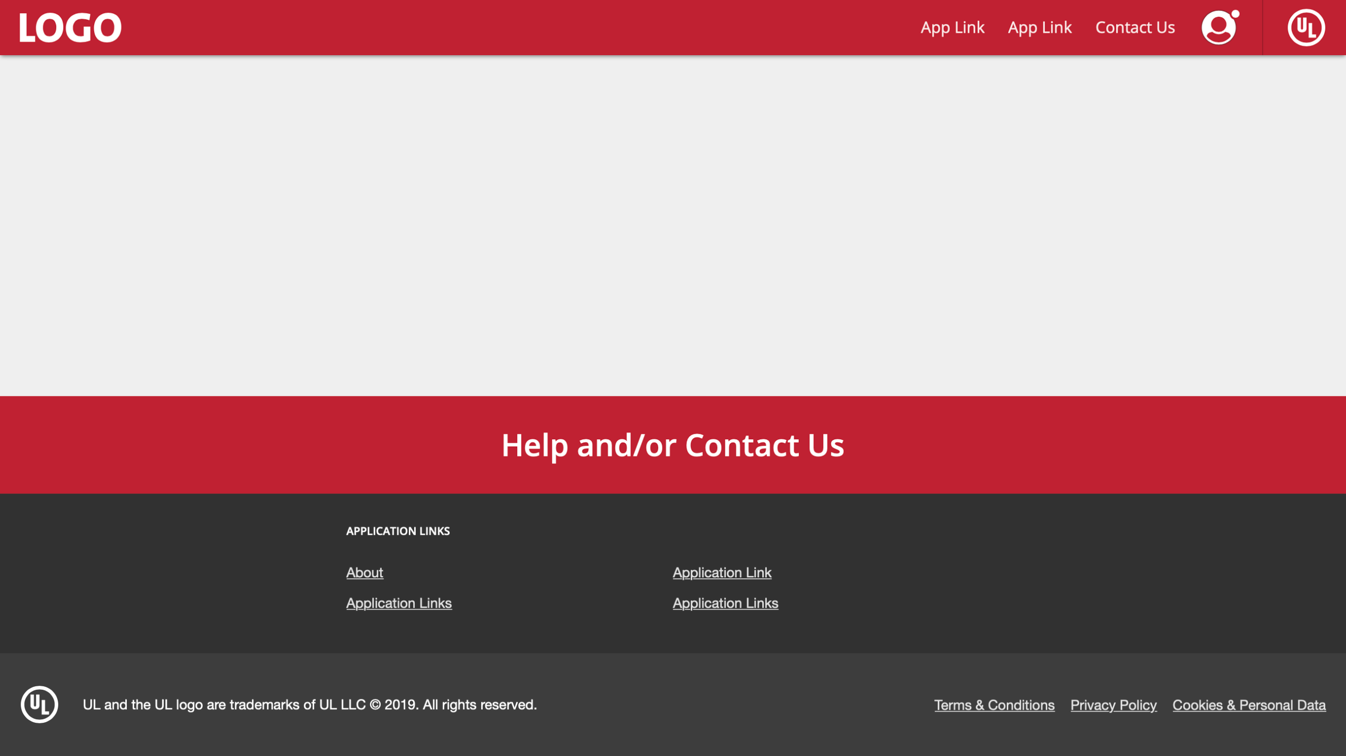 LOGO
App Link
App Link
Contact Us
UL
Help and/or Contact Us
APPLICATION LINKS
About
Application Link
Application Links
Application Links
UL
UL and the UL logo are trademarks of UL LLC © 2019. All rights reserved.
Terms & Conditions
Privacy Policy
Cookies & Personal Data